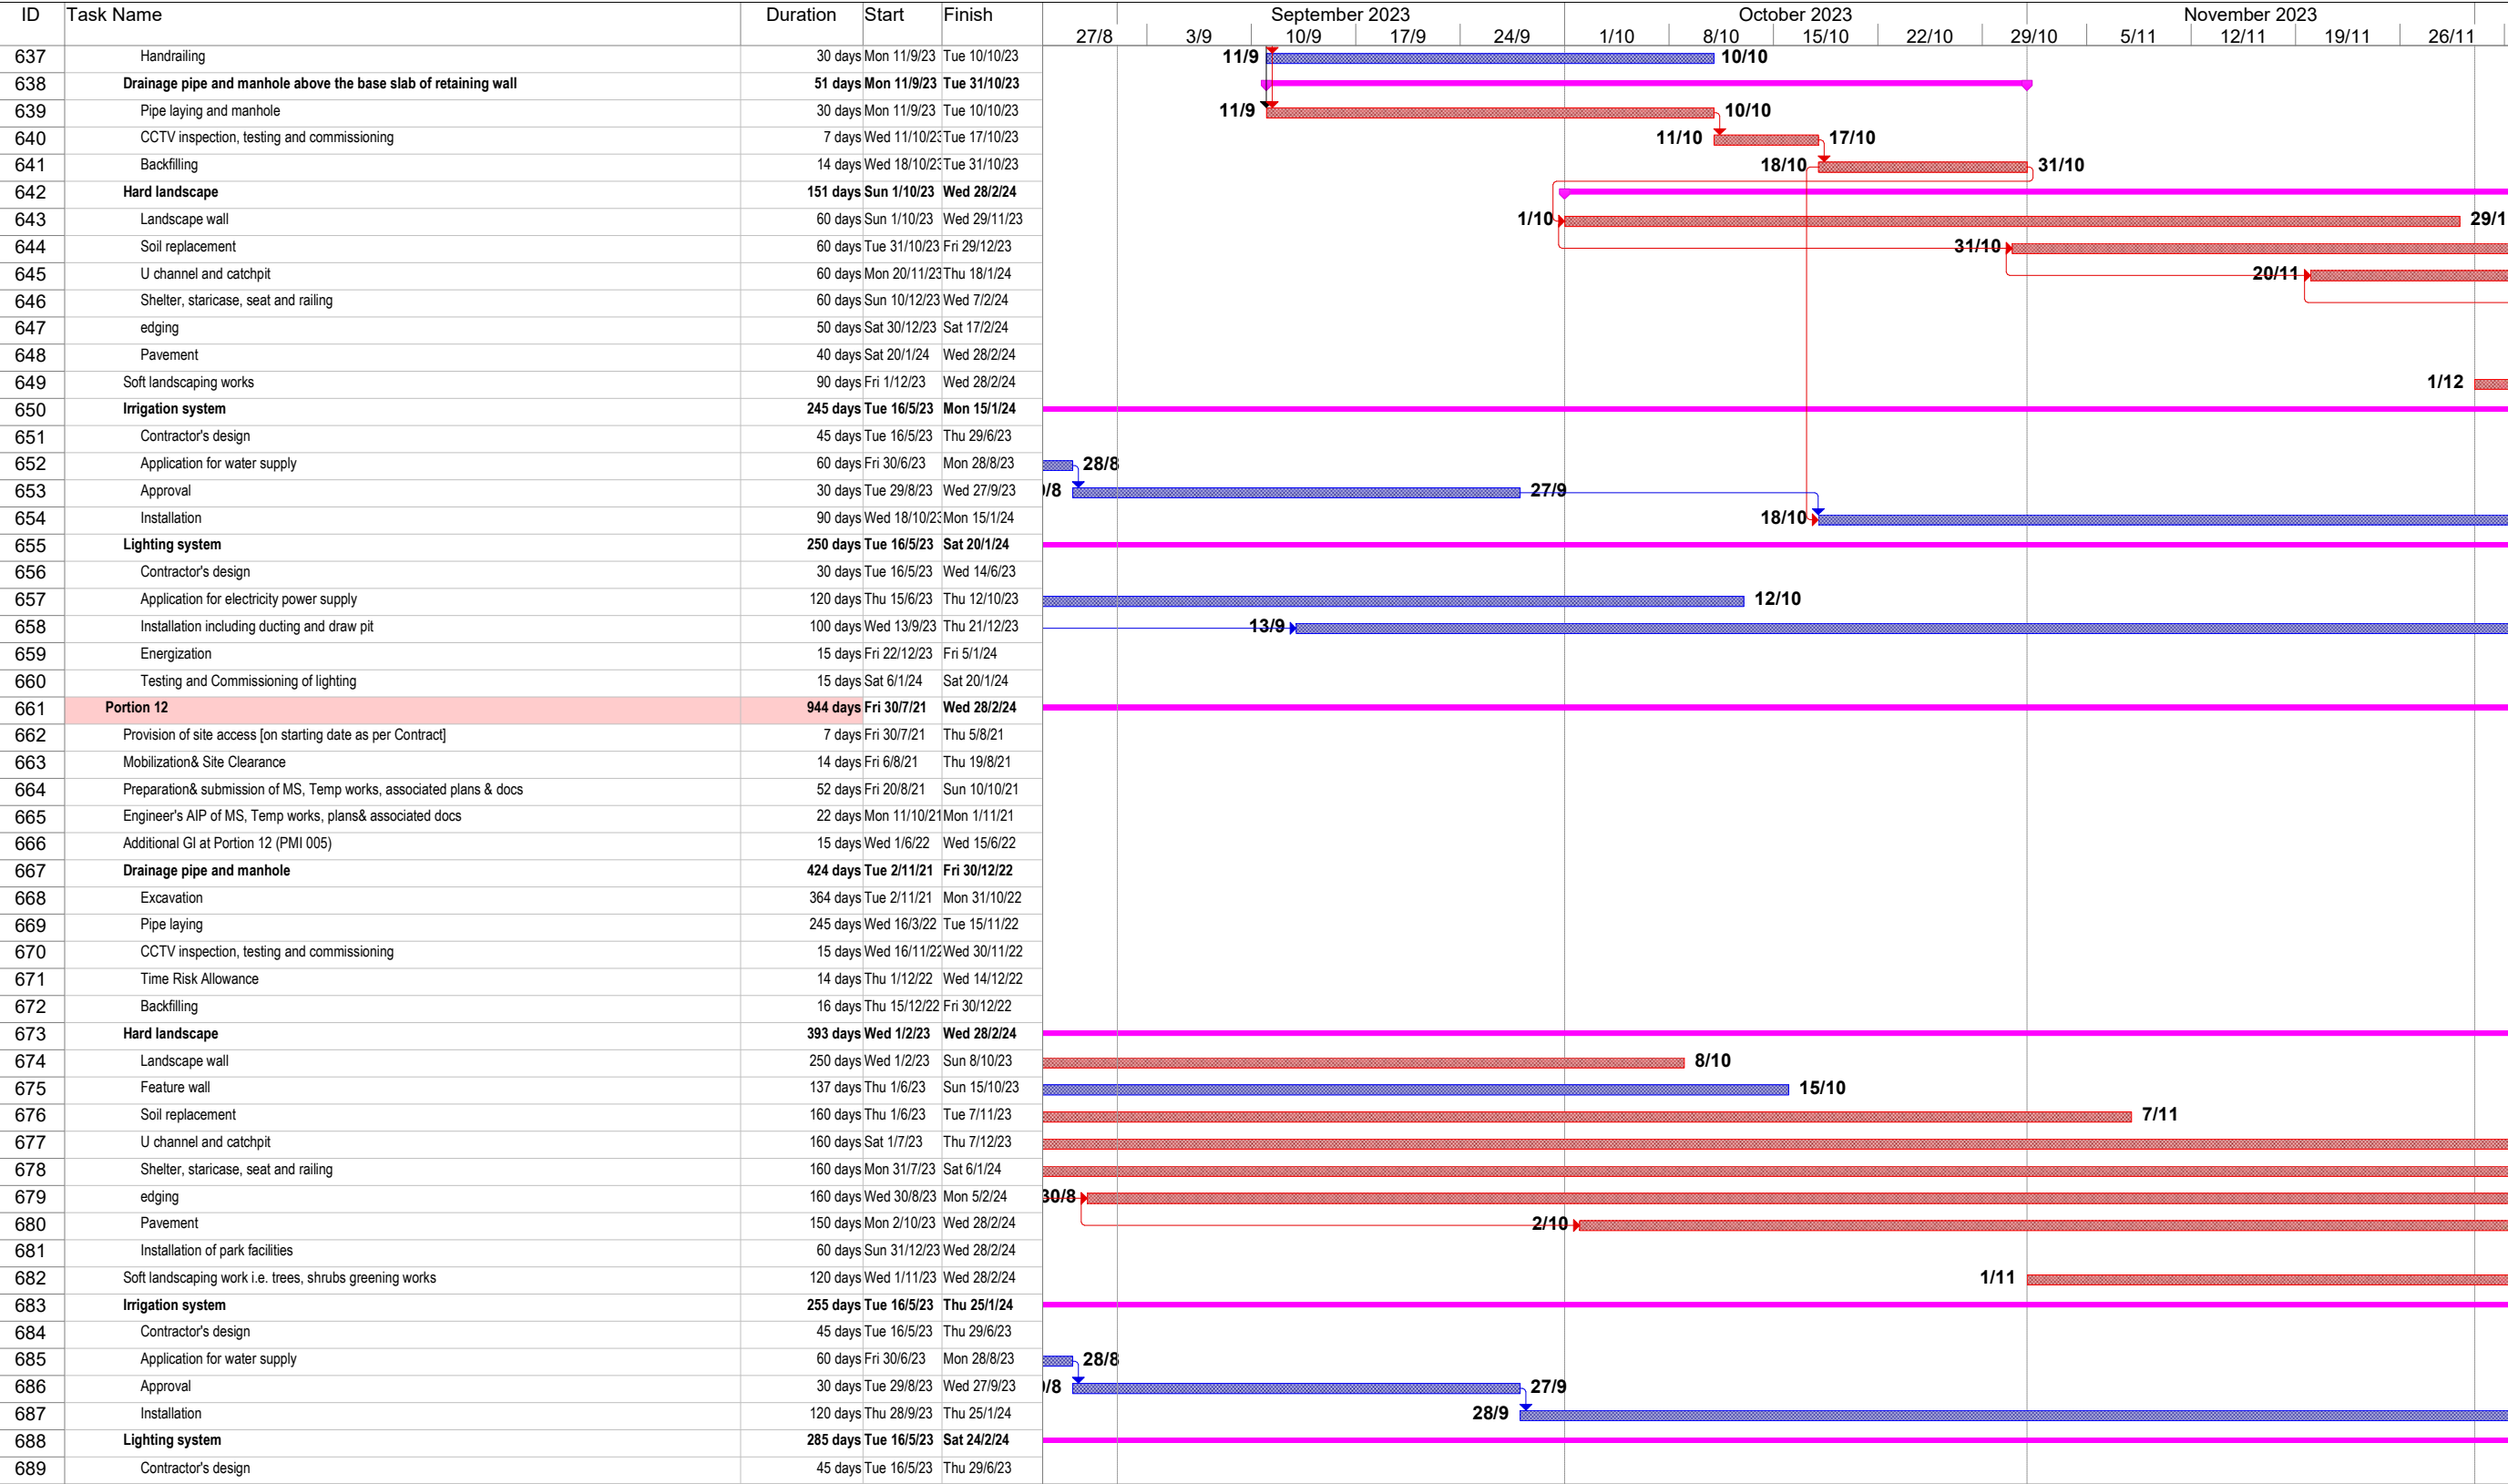 ID Task Name Duration Start Finish September 2023 October 2023 November 2023
27/8 3/9 10/9 17/9 24/9 1/10 8/10 15/10 22/10 29/10 5/11 12/11 19/11 26/11
637 Handrailing 30 days Mon 11/9/23 Tue 10/10/23 11/9 10/10
638 Drainage pipe and manhole above the base slab of retaining wall 51 days Mon 11/9/23 Tue 31/10/23
639 Pipe laying and manhole 30 days Mon 11/9/23 Tue 10/10/23 11/9 10/10
640 CCTV inspection, testing and commissioning 7 days Wed 11/10/23 Tue 17/10/23 11/10 17/10
641 Backfilling 14 days Wed 18/10/23 Tue 31/10/23 18/10 31/10
642 Hard landscape 151 days Sun 1/10/23 Wed 28/2/24
643 Landscape wall 60 days Sun 1/10/23 Wed 29/11/23 1/10 29/1
644 Soil replacement 60 days Tue 31/10/23 Fri 29/12/23 31/10
645 U channel and catchpit 60 days Mon 20/11/23 Thu 18/1/24 20/11
646 Shelter, staricase, seat and railing 60 days Sun 10/12/23 Wed 7/2/24
647 edging 50 days Sat 30/12/23 Sat 17/2/24
648 Pavement 40 days Sat 20/1/24 Wed 28/2/24
649 Soft landscaping works 90 days Fri 1/12/23 Wed 28/2/24 1/12
650 Irrigation system 245 days Tue 16/5/23 Mon 15/1/24
651 Contractor's design 45 days Tue 16/5/23 Thu 29/6/23
652 Application for water supply 60 days Fri 30/6/23 Mon 28/8/23 28/8
653 Approval 30 days Tue 29/8/23 Wed 27/9/23 /8 27/9
654 Installation 90 days Wed 18/10/23 Mon 15/1/24 18/10
655 Lighting system 250 days Tue 16/5/23 Sat 20/1/24
656 Contractor's design 30 days Tue 16/5/23 Wed 14/6/23
657 Application for electricity power supply 120 days Thu 15/6/23 Thu 12/10/23 12/10
658 Installation including ducting and draw pit 100 days Wed 13/9/23 Thu 21/12/23 13/9
659 Energization 15 days Fri 22/12/23 Fri 5/1/24
660 Testing and Commissioning of lighting 15 days Sat 6/1/24 Sat 20/1/24
661 Portion 12 944 days Fri 30/7/21 Wed 28/2/24
662 Provision of site access [on starting date as per Contract] 7 days Fri 30/7/21 Thu 5/8/21
663 Mobilization& Site Clearance 14 days Fri 6/8/21 Thu 19/8/21
664 Preparation& submission of MS, Temp works, associated plans & docs 52 days Fri 20/8/21 Sun 10/10/21
665 Engineer's AIP of MS, Temp works, plans& associated docs 22 days Mon 11/10/21 Mon 1/11/21
666 Additional GI at Portion 12 (PMI 005) 15 days Wed 1/6/22 Wed 15/6/22
667 Drainage pipe and manhole 424 days Tue 2/11/21 Fri 30/12/22
668 Excavation 364 days Tue 2/11/21 Mon 31/10/22
669 Pipe laying 245 days Wed 16/3/22 Tue 15/11/22
670 CCTV inspection, testing and commissioning 15 days Wed 16/11/22 Wed 30/11/22
671 Time Risk Allowance 14 days Thu 1/12/22 Wed 14/12/22
672 Backfilling 16 days Thu 15/12/22 Fri 30/12/22
673 Hard landscape 393 days Wed 1/2/23 Wed 28/2/24
674 Landscape wall 250 days Wed 1/2/23 Sun 8/10/23 8/10
675 Feature wall 137 days Thu 1/6/23 Sun 15/10/23 15/10
676 Soil replacement 160 days Thu 1/6/23 Tue 7/11/23 7/11
677 U channel and catchpit 160 days Sat 1/7/23 Thu 7/12/23
678 Shelter, staricase, seat and railing 160 days Mon 31/7/23 Sat 6/1/24
679 edging 160 days Wed 30/8/23 Mon 5/2/24 30/8
680 Pavement 150 days Mon 2/10/23 Wed 28/2/24 2/10
681 Installation of park facilities 60 days Sun 31/12/23 Wed 28/2/24
682 Soft landscaping work i.e. trees, shrubs greening works 120 days Wed 1/11/23 Wed 28/2/24 1/11
683 Irrigation system 255 days Tue 16/5/23 Thu 25/1/24
684 Contractor's design 45 days Tue 16/5/23 Thu 29/6/23
685 Application for water supply 60 days Fri 30/6/23 Mon 28/8/23 28/8
686 Approval 30 days Tue 29/8/23 Wed 27/9/23 /8 27/9
687 Installation 120 days Thu 28/9/23 Thu 25/1/24 28/9
688 Lighting system 285 days Tue 16/5/23 Sat 24/2/24
689 Contractor's design 45 days Tue 16/5/23 Thu 29/6/23